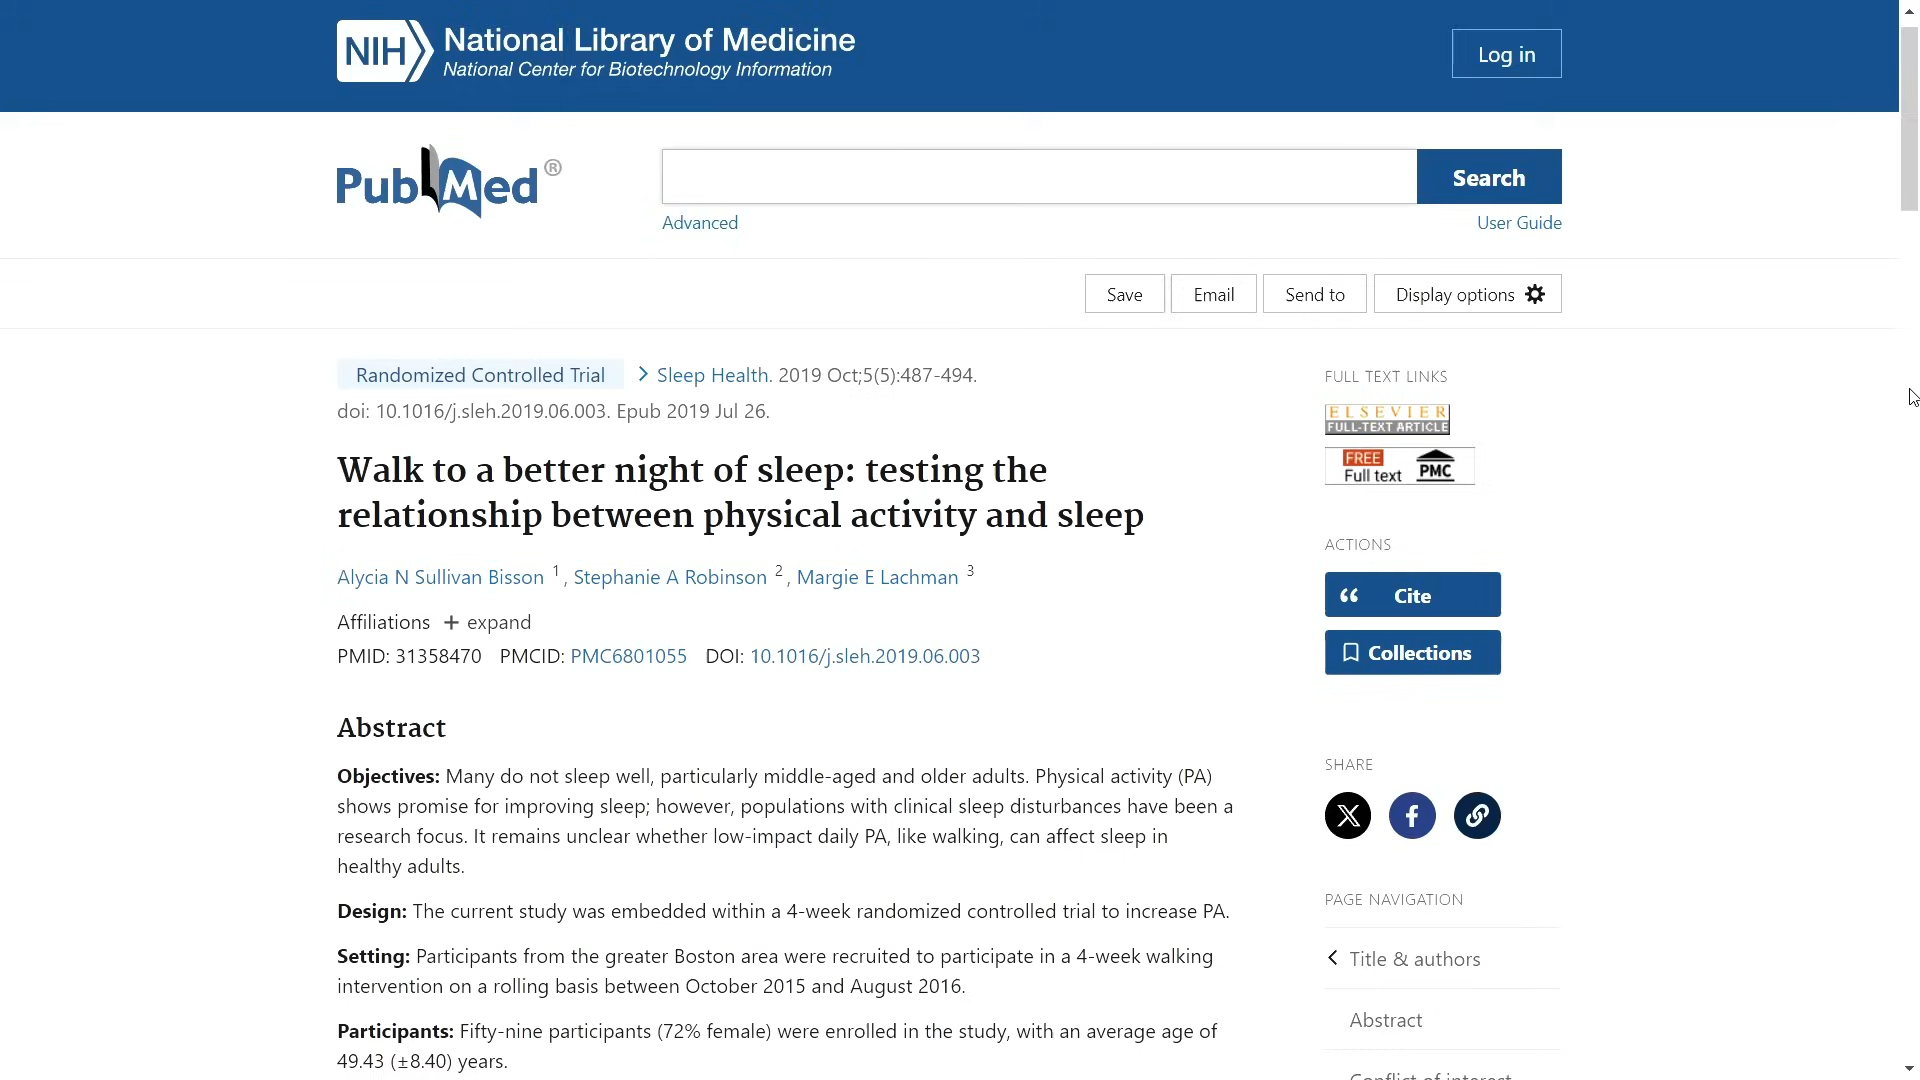 NIH National Library of Medicine
National Center for Biotechnology Information
Log in
PubMed®
Search
Advanced
User Guide
Save
Email
Send to
Display options
Randomized Controlled Trial
Sleep Health. 2019 Oct;5(5):487-494.
doi: 10.1016/j.sleh.2019.06.003. Epub 2019 Jul 26.
Walk to a better night of sleep: testing the
relationship between physical activity and sleep
Alycia N Sullivan Bisson 1, Stephanie A Robinson 2, Margie E Lachman 3
Affiliations + expand
PMID: 31358470 PMCID: PMC6801055 DOI: 10.1016/j.sleh.2019.06.003
Abstract
Objectives: Many do not sleep well, particularly middle-aged and older adults. Physical activity (PA)
shows promise for improving sleep; however, populations with clinical sleep disturbances have been a
research focus. It remains unclear whether low-impact daily PA, like walking, can affect sleep in
healthy adults.
Design: The current study was embedded within a 4-week randomized controlled trial to increase PA.
Setting: Participants from the greater Boston area were recruited to participate in a 4-week walking
intervention on a rolling basis between October 2015 and August 2016.
Participants: Fifty-nine participants (72% female) were enrolled in the study, with an average age of
49.43 (±8.40) years.
FULL TEXT LINKS
ELSEVIER
FULL-TEXT ARTICLE
FREE
Full text PMC
ACTIONS
Cite
Collections
SHARE
PAGE NAVIGATION
Title & authors
Abstract
Conflict of interest